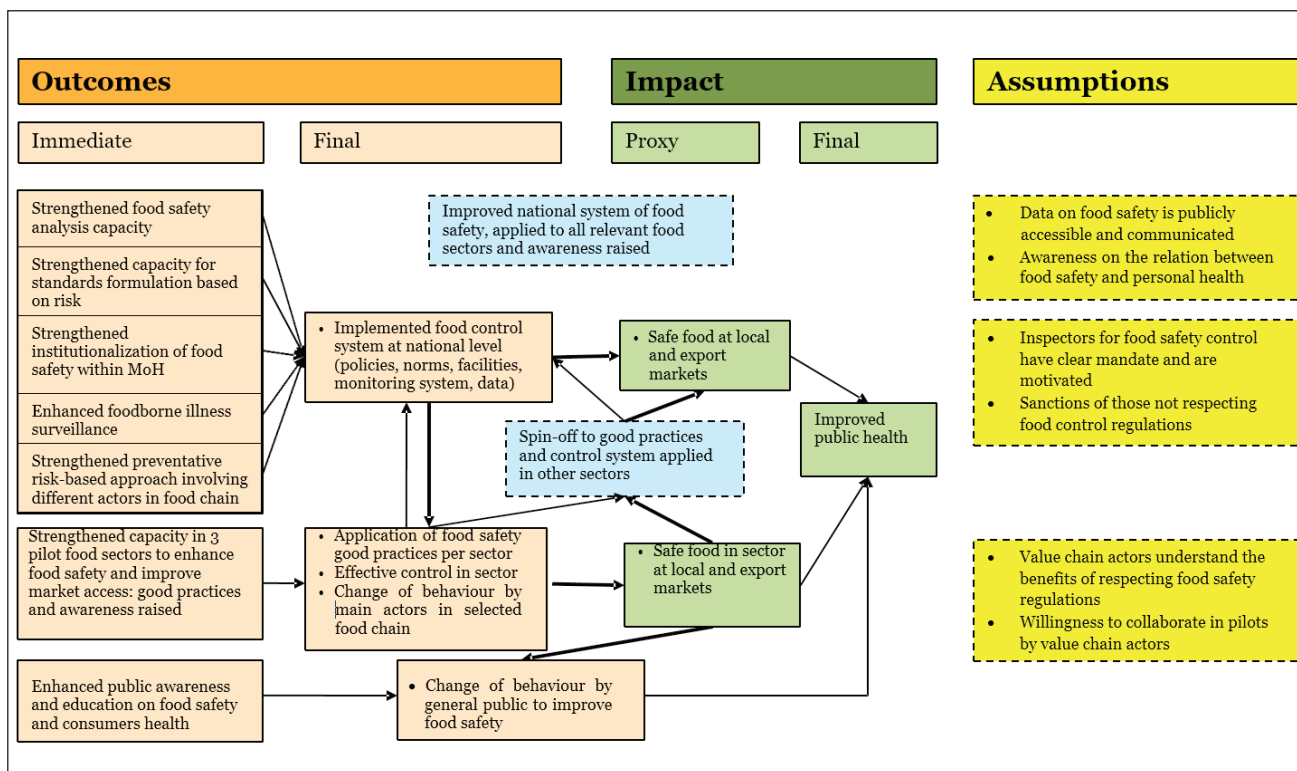 Outcomes
Impact
Assumptions
Immediate
Final
Proxy
Final
Strengthened food safety
analysis capacity
Strengthened capacity for
standards formulation based
on risk
Strengthened
institutionalization of food
safety within MoH
Enhanced foodborne illness
surveillance
Strengthened preventative
risk-based approach involving
different actors in food chain
Strengthened capacity in 3
pilot food sectors to enhance
food safety and improve
market access: good practices
and awareness raised
Enhanced public awareness
and education on food safety
and consumers health
Improved national system of food
safety, applied to all relevant food
sectors and awareness raised
• Implemented food control
system at national level
(policies, norms, facilities,
monitoring system, data)
• Safe food at local
and export
markets
Improved
public health
Spin-off to good practices
and control system applied
in other sectors
• Application of food safety
good practices per sector
• Effective control in sector
• Change of behaviour by
main actors in selected
food chain
• Safe food in sector
at local and export
markets
• Change of behaviour by
general public to improve
food safety
• Data on food safety is publicly
accessible and communicated
• Awareness on the relation between
food safety and personal health
• Inspectors for food safety control
have clear mandate and are
motivated
• Sanctions of those not respecting
food control regulations
• Value chain actors understand the
benefits of respecting food safety
regulations
• Willingness to collaborate in pilots
by value chain actors